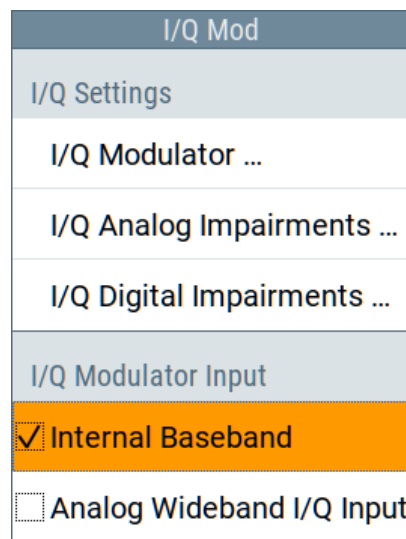 I/Q Mod
I/Q Settings
I/Q Modulator ...
I/Q Analog Impairments ...
I/Q Digital Impairments ...
I/Q Modulator Input
Internal Baseband
Analog Wideband I/Q Input